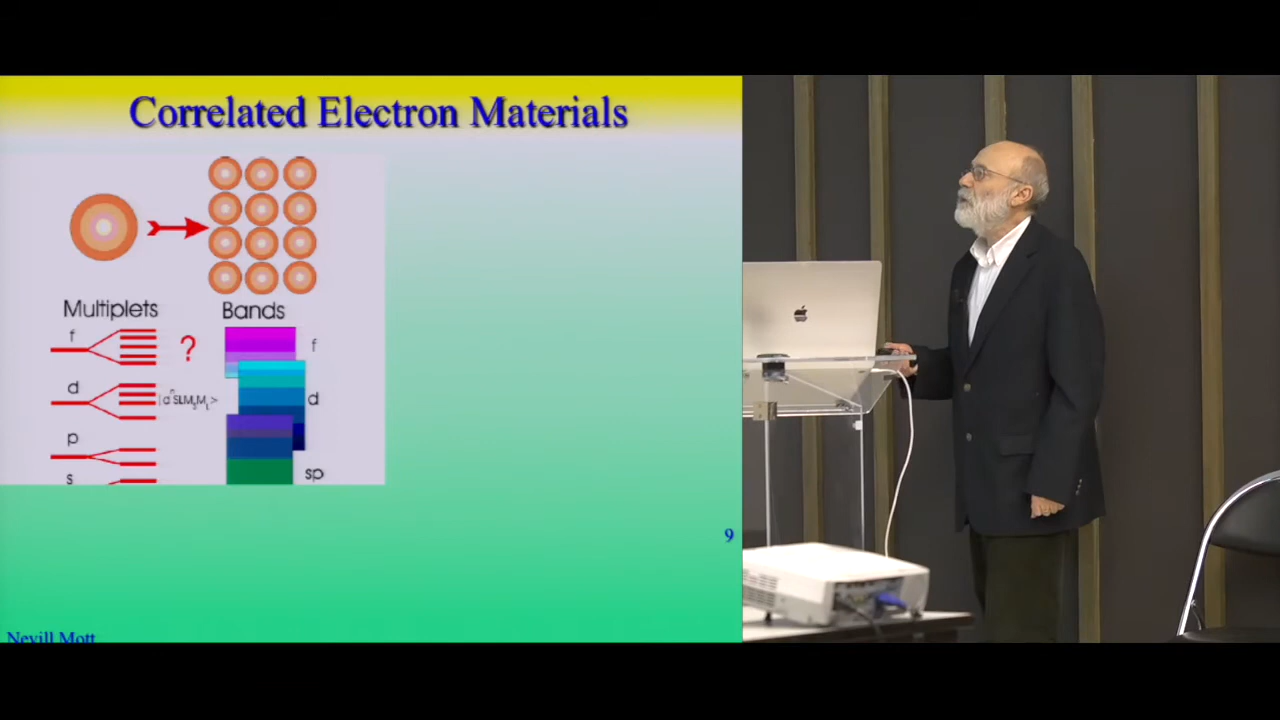 Correlated Electron Materials
Multiplets
Bands
f
?
f
d
d
p
s
sp
9
Nevill Mott